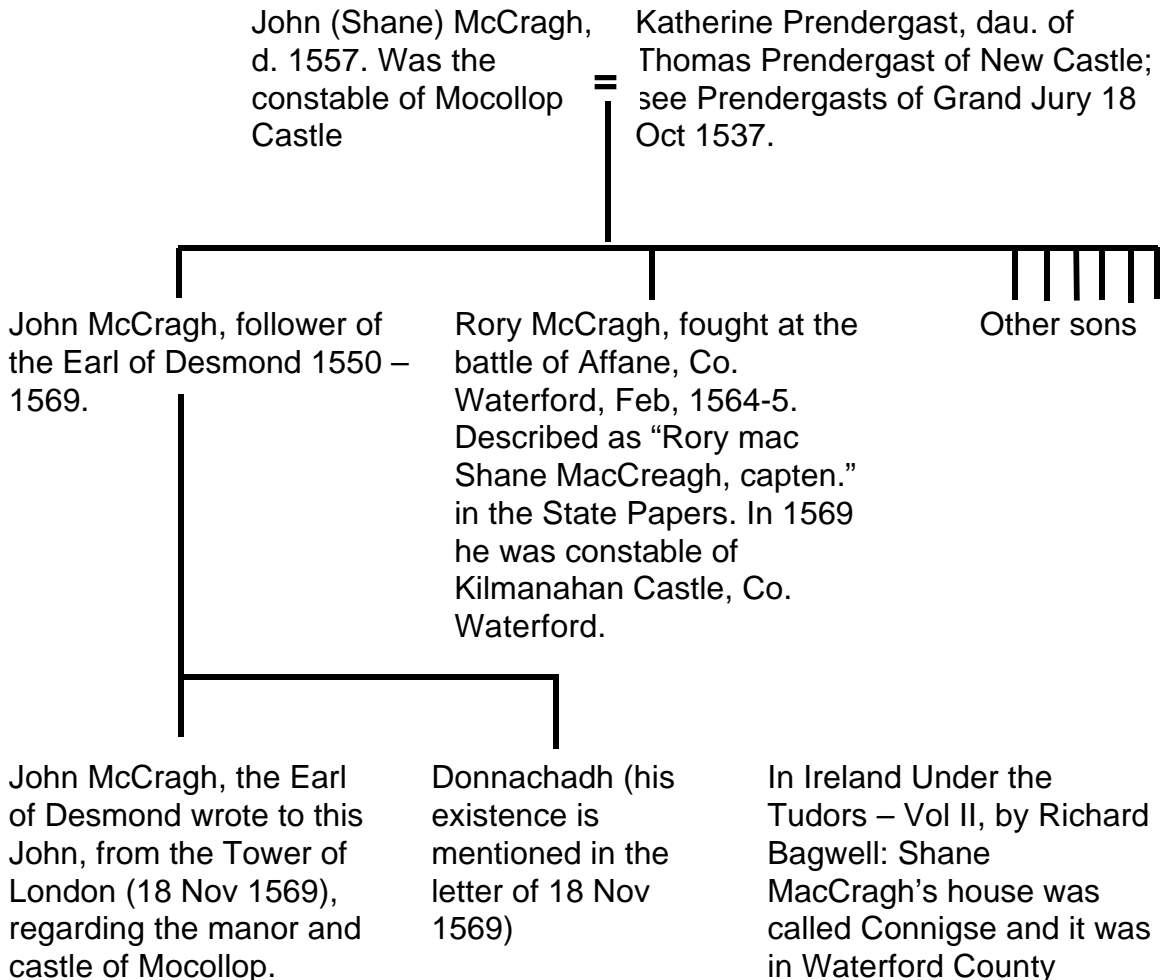 John (Shane) McCragh,
d. 1557. Was the
constable of Mocollop
Castle
=
Katherine Prendergast, dau. of
Thomas Prendergast of New Castle;
see Prendergasts of Grand Jury 18
Oct 1537.
John McCragh, follower of
the Earl of Desmond 1550 –
1569.
Rory McCragh, fought at the
battle of Affane, Co.
Waterford, Feb, 1564-5.
Described as “Rory mac
Shane MacCreagh, capten.”
in the State Papers. In 1569
he was constable of
Kilmanahan Castle, Co.
Waterford.
Other sons
John McCragh, the Earl
of Desmond wrote to this
John, from the Tower of
London (18 Nov 1569),
regarding the manor and
castle of Mocollop.
Donnachadh (his
existence is
mentioned in the
letter of 18 Nov
1569)
In Ireland Under the
Tudors – Vol II, by Richard
Bagwell: Shane
MacCragh’s house was
called Connigse and it was
in Waterford County